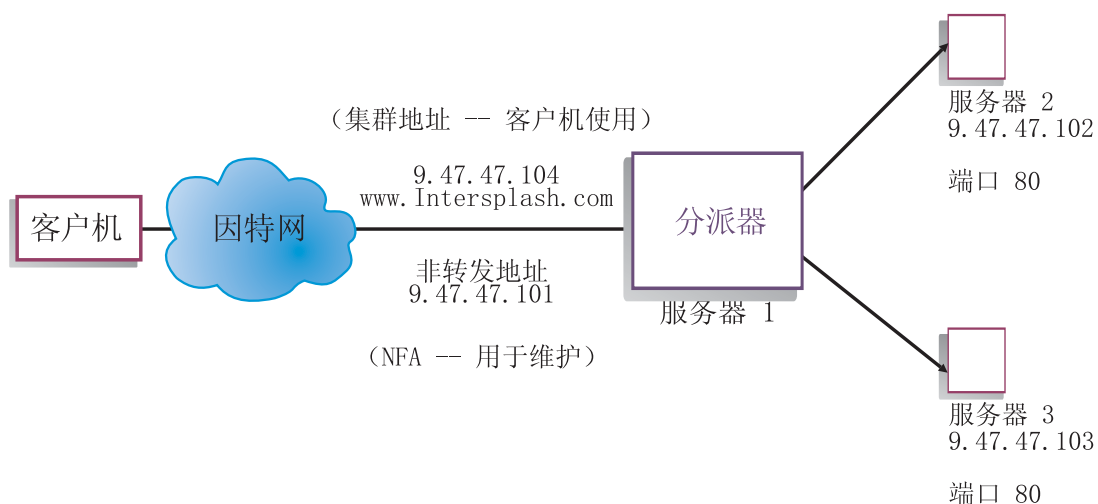 （集群地址 -- 客户机使用）
9.47.47.104
www.Intersplash.com
客户机
因特网
非转发地址
9.47.47.101
（NFA -- 用于维护）
分派器
服务器 1
服务器 2
9.47.47.102
端口 80
服务器 3
9.47.47.103
端口 80